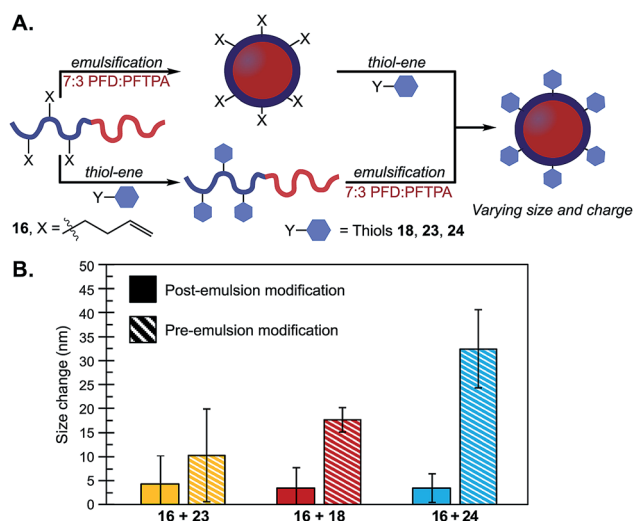 A.
X
X
X
X
X
X
emulsification
7:3 PFD:PFTPA
thiol-ene
Y
X
X
X
thiol-ene
Y
emulsification
7:3 PFD:PFTPA
Varying size and charge
16, X =
Y
= Thiols 18, 23, 24
B.
50
45
40
35
30
25
20
15
10
5
0
Size change (nm)
Post-emulsion modification
Pre-emulsion modification
16 + 23
16 + 18
16 + 24